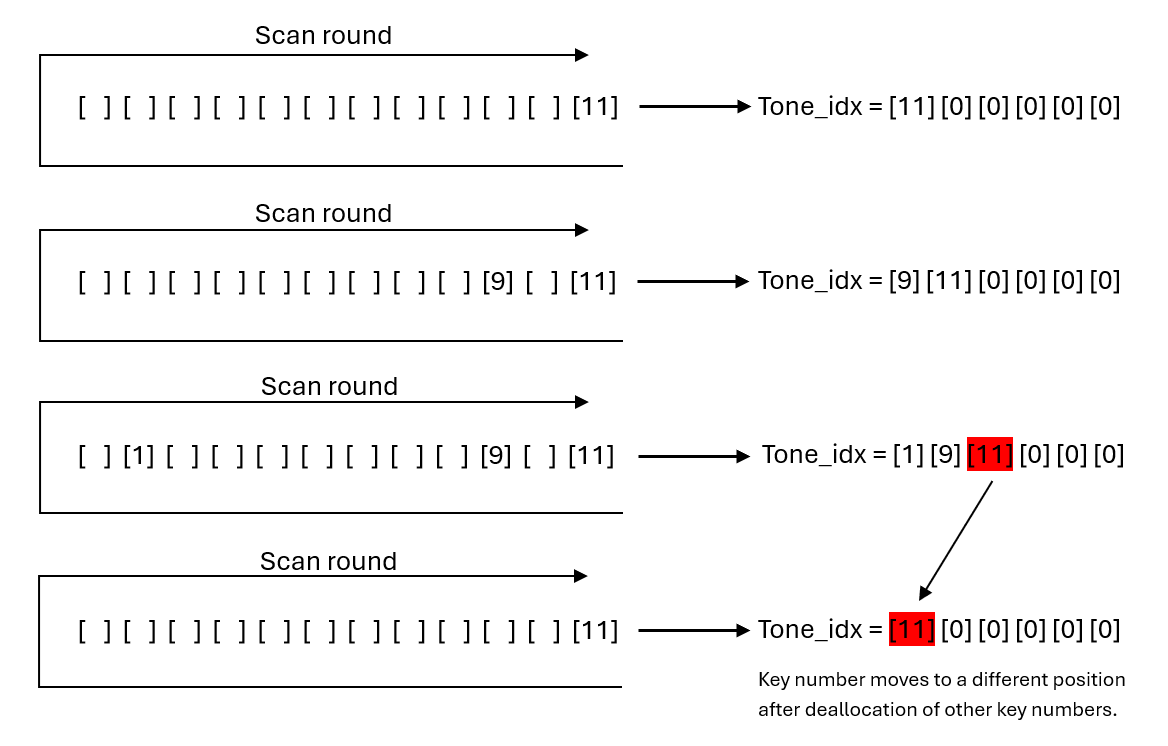 Scan round
[ ] [ ] [ ] [ ] [ ] [ ] [ ] [ ] [ ] [ ] [ ] [11] Tone_idx = [11] [0] [0] [0] [0] [0]
Scan round
[ ] [ ] [ ] [ ] [ ] [ ] [ ] [ ] [ ] [9] [ ] [11] Tone_idx = [9] [11] [0] [0] [0] [0]
Scan round
[ ] [1] [ ] [ ] [ ] [ ] [ ] [ ] [ ] [9] [ ] [11] Tone_idx = [1] [9] [11] [0] [0] [0]
Scan round
[ ] [ ] [ ] [ ] [ ] [ ] [ ] [ ] [ ] [ ] [ ] [11] Tone_idx = [11] [0] [0] [0] [0] [0]
Key number moves to a different position
after deallocation of other key numbers.